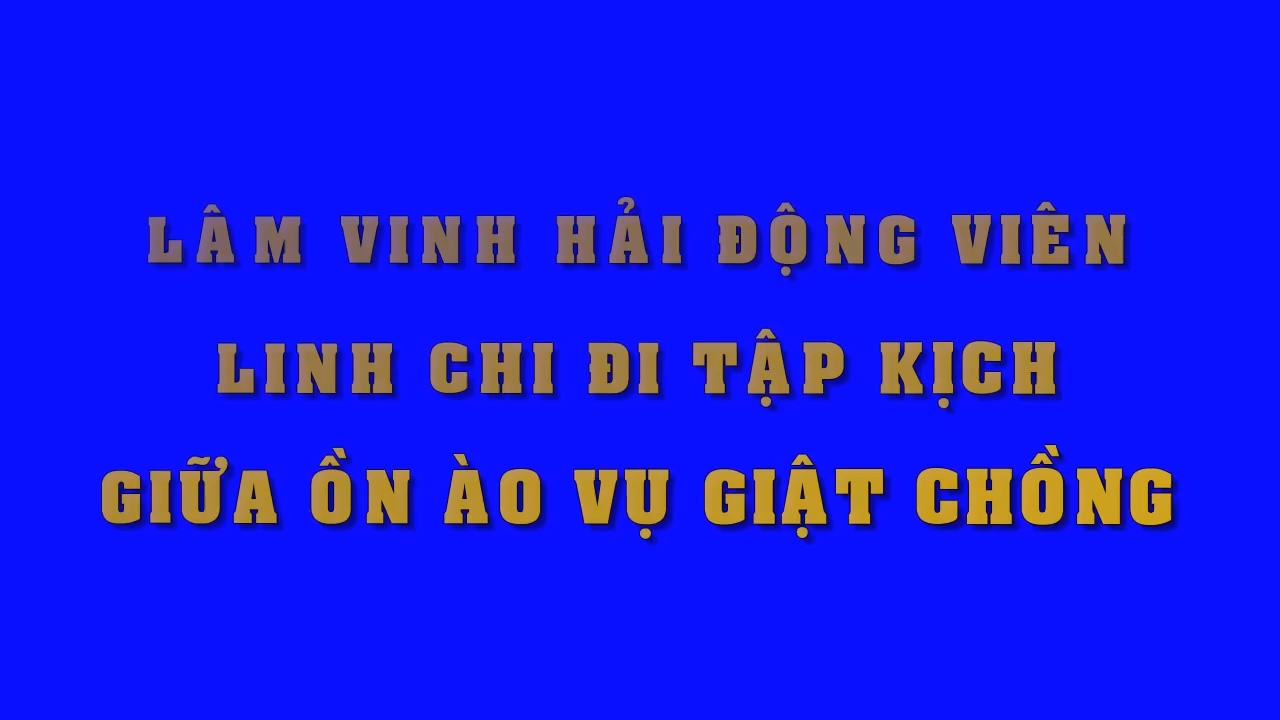 LÂM VINH HẢI ĐỘNG VIÊN
LINH CHI ĐI TẬP KỊCH
GIỮA ỒN ÀO VỤ GIẬT CHỒNG